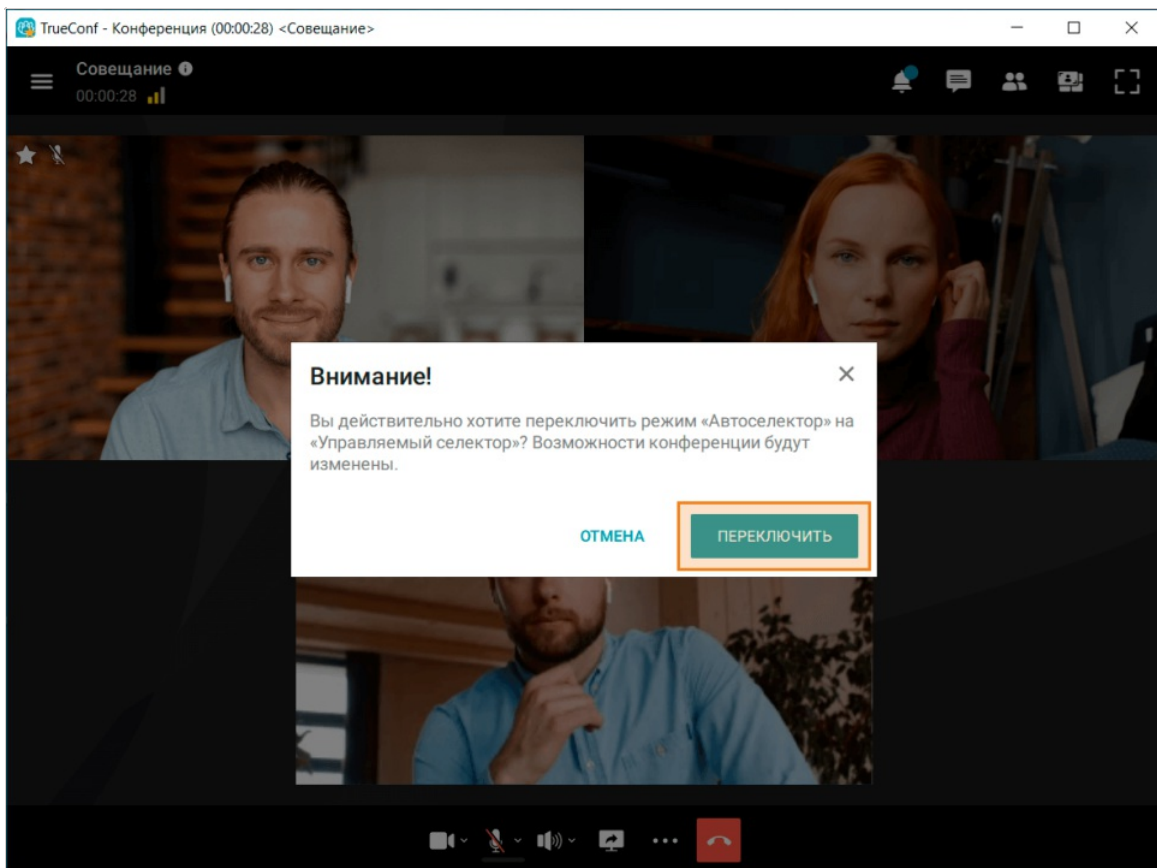 TrueConf - Конференция (00:00:28) <Совещание>
Совещание
00:00:28
Внимание!
Вы действительно хотите переключить режим «Автоселектор» на
«Управляемый селектор»? Возможности конференции будут
изменены.
ОТМЕНА
ПЕРЕКЛЮЧИТЬ